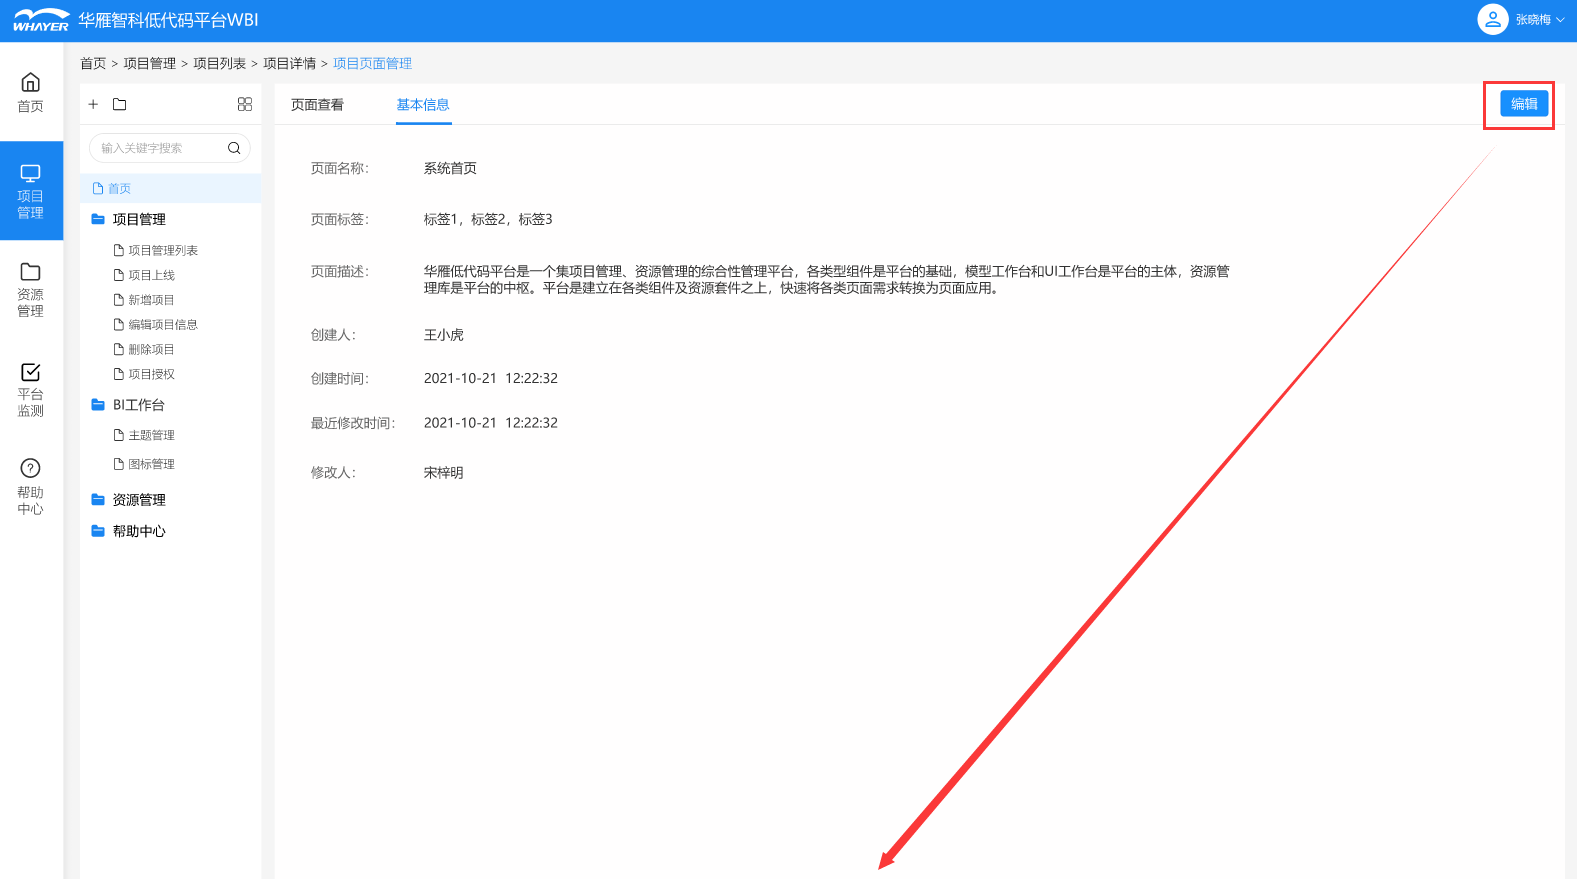 WHAYER 华雁智科低代码平台WBI
张晓梅
首页 > 项目管理 > 项目列表 > 项目详情 > 项目页面管理
首页
项目
管理
资源
管理
平台
监测
帮助
中心
输入关键字搜索
首页
项目管理
项目管理列表
项目上线
新增项目
编辑项目信息
删除项目
项目授权
BI工作台
主题管理
图标管理
资源管理
帮助中心
页面查看 基本信息
编辑
页面名称： 系统首页
页面标签： 标签1，标签2，标签3
页面描述： 华雁低代码平台是一个集项目管理、资源管理的综合性管理平台，各类型组件是平台的基础，模型工作台和UI工作台是平台的主体，资源管
理库是平台的中枢。平台是建立在各类组件及资源套件之上，快速将各类页面需求转换为页面应用。
创建人： 王小虎
创建时间： 2021-10-21 12:22:32
最近修改时间： 2021-10-21 12:22:32
修改人： 宋梓明